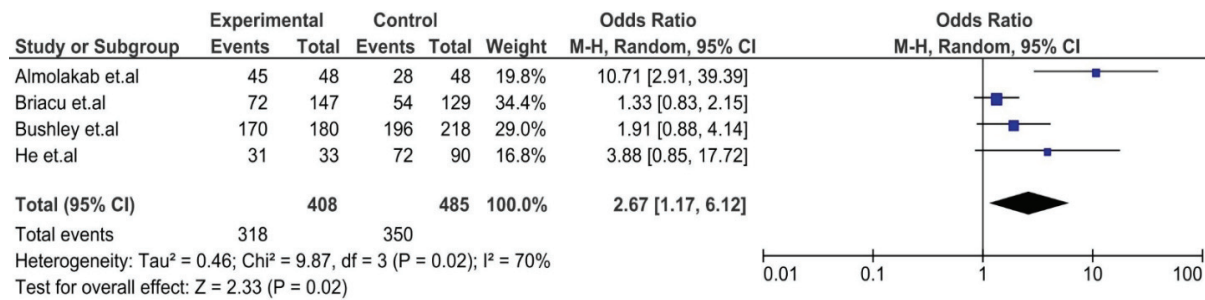 Experimental Control Odds Ratio Odds Ratio
Study or Subgroup Events Total Events Total Weight M-H, Random, 95% CI M-H, Random, 95% CI
Almolakab et.al 45 48 28 48 19.8% 10.71 [2.91, 39.39]
Briacu et.al 72 147 54 129 34.4% 1.33 [0.83, 2.15]
Bushley et.al 170 180 196 218 29.0% 1.91 [0.88, 4.14]
He et.al 31 33 72 90 16.8% 3.88 [0.85, 17.72]
Total (95% CI) 408 485 100.0% 2.67 [1.17, 6.12]
Total events 318 350
Heterogeneity: Tau² = 0.46; Chi² = 9.87, df = 3 (P = 0.02); I² = 70%
Test for overall effect: Z = 2.33 (P = 0.02)
0.01 0.1 1 10 100